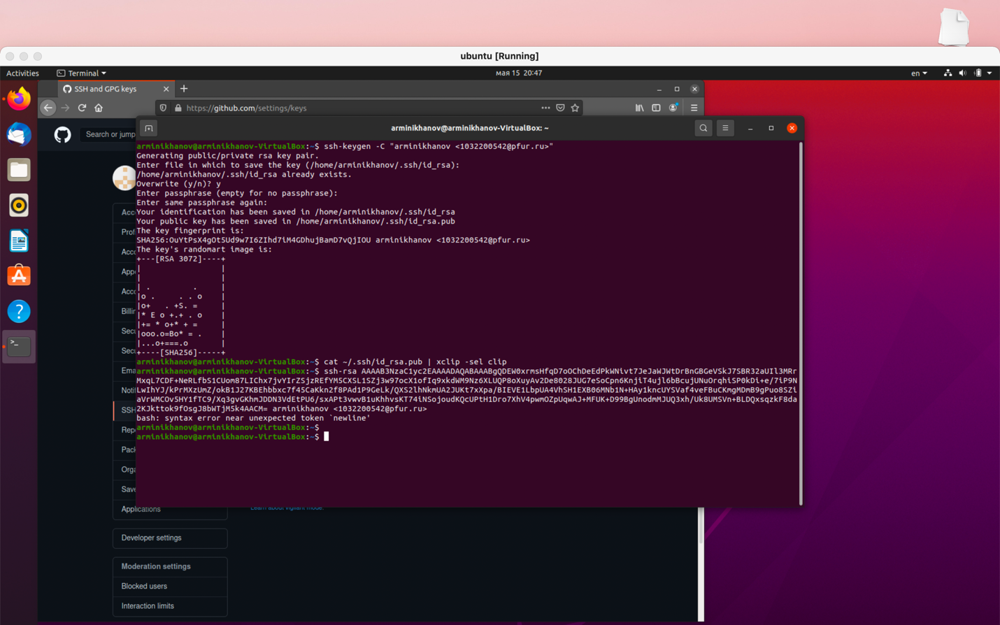 ubuntu [Running]
Activities
Terminal
мая 15 20:47
en
SSH and GPG keys
https://github.com/settings/keys
Search or jump
arminikhanov@arminikhanov-VirtualBox: ~
arminikhanov@arminikhanov-VirtualBox:~$ ssh-keygen -C "arminikhanov <1032200542@pfur.ru>"
Generating public/private rsa key pair.
Enter file in which to save the key (/home/arminikhanov/.ssh/id_rsa):
/home/arminikhanov/.ssh/id_rsa already exists.
Overwrite (y/n)? y
Enter passphrase (empty for no passphrase):
Enter same passphrase again:
Your identification has been saved in /home/arminikhanov/.ssh/id_rsa
Your public key has been saved in /home/arminikhanov/.ssh/id_rsa.pub
The key fingerprint is:
SHA256:OuYtPsX4gOt5Ud9w7I6ZIhd7iM4GDhujBamD7vQjIOU arminikhanov <1032200542@pfur.ru>
The key's randomart image is:
+---[RSA 3072]----+
|                 |
|                 |
| .         .     |
|o .     . . o    |
|o+   . +S. =     |
|* E o +.+ . o    |
|+= * o+* + =     |
|ooo.o=Bo* = .    |
|...o+===.o       |
+----[SHA256]-----+
arminikhanov@arminikhanov-VirtualBox:~$ cat ~/.ssh/id_rsa.pub | xclip -sel clip
arminikhanov@arminikhanov-VirtualBox:~$ ssh-rsa AAAAB3NzaC1yc2EAAAADAQABAAABgQDEW0xrmsHfqD7oOChDeEdPkWNivt7JeJaWJWtDrBnGBGeVSkJ7SBR32aUIl3MRr
MxqL7CDF+NeRLfbS1CUom87LIChx7jvYIrZSjzREfYM5CXSL1SZj3w97ocX1ofIq9xkdWM9Nz6XLUQP8oXuyAv2De8028JUG7eSoCpn6KnjiT4ujl6bBcujUNuOrqhiSP0kDi+e/7iP9N
LwIhYJ/kPrMXzUmZ/okB1J27KBEhbbxc7f45CaKkn2f8PAd1P9GeLk/QXS2lhNkmUA2JUKt7xXpa/BIEVE1LbpUA4VhSH1EXB06MNb1N+HAy1kncUYSVaf4veFBuCKmgMDmB9gPuo8SZi
aVrWMCOv5HY1fTC9/Xq3gvGKhmJDDN3VdEtPU6/sxAPt3vwvB1uKhhvsKT74iNSojoudKQcUPtH1Dro7XhV4pwmOZpUqwAJ+MFUK+D99BgUnodmMJUQ3xh/Uk8UMSVn+BLDQxsqzkF8da
2KJkttok9fOsgJ8bWTjM5k4AACM= arminikhanov <1032200542@pfur.ru>
bash: syntax error near unexpected token `newline'
arminikhanov@arminikhanov-VirtualBox:~$
arminikhanov@arminikhanov-VirtualBox:~$
Acc
Prof
Acco
App
Acco
Billin
Secu
Secu
Ema
Notif
SSH
Rep
Pack
Orga
Save
Applications
Learn about vigilant mode.
Developer settings
Moderation settings
Blocked users
Interaction limits